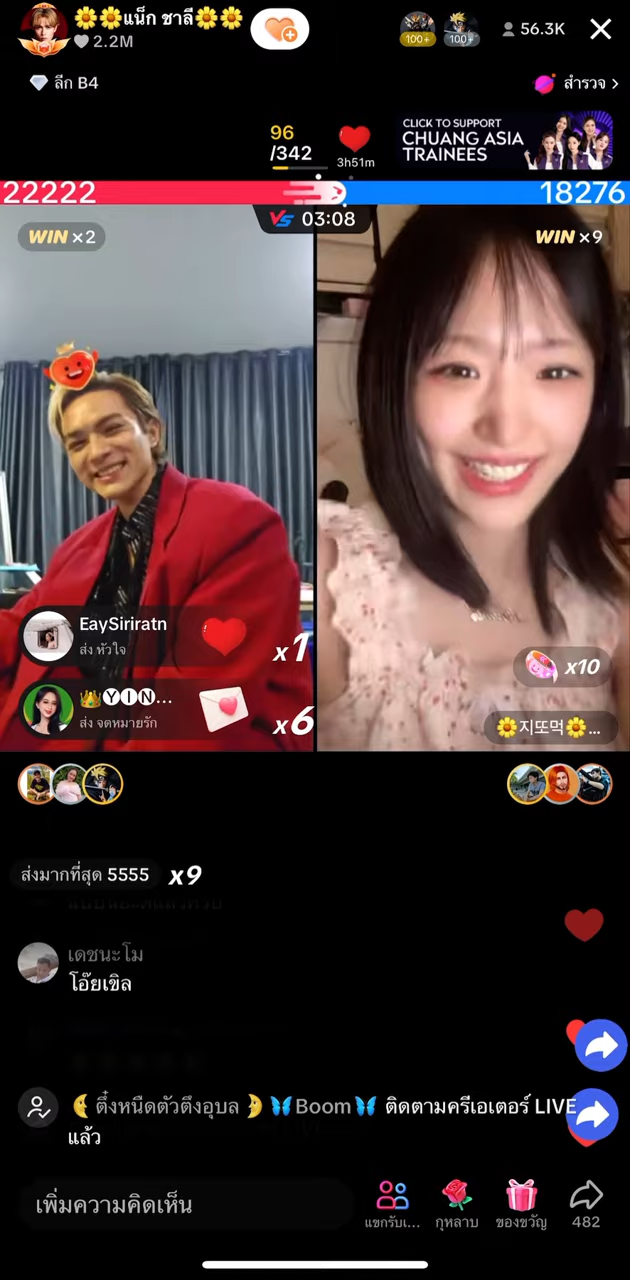 🌼🌼แน็ก ชาลี🌼🌼
2.2M
100+
100+
56.3K
ลีก B4
สำรวจ
96
/342
3h51m
CLICK TO SUPPORT
CHUANG ASIA
TRAINEES
22222
18276
VS 03:08
WIN ×2
WIN ×9
EaySiriratn
ส่ง หัวใจ
x1
👑🅨🅘🅝...
ส่ง จดหมายรัก
x6
x10
🌼지또먹🌼...
ส่งมากที่สุด 5555 x9
เดชนะโม
โอ๊ยเขิล
🌛ตึ๋งหนืดตัวตึงอุบล🌛🦋Boom🦋 ติดตามครีเอเตอร์ LIVE
แล้ว
เพิ่มความคิดเห็น
แขกรับเ...
กุหลาบ
ของขวัญ
482